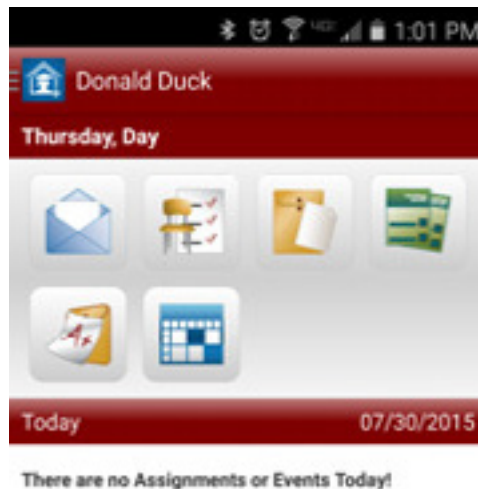 1:01 PM
Donald Duck
Thursday, Day
A+
Today 07/30/2015
There are no Assignments or Events Today!